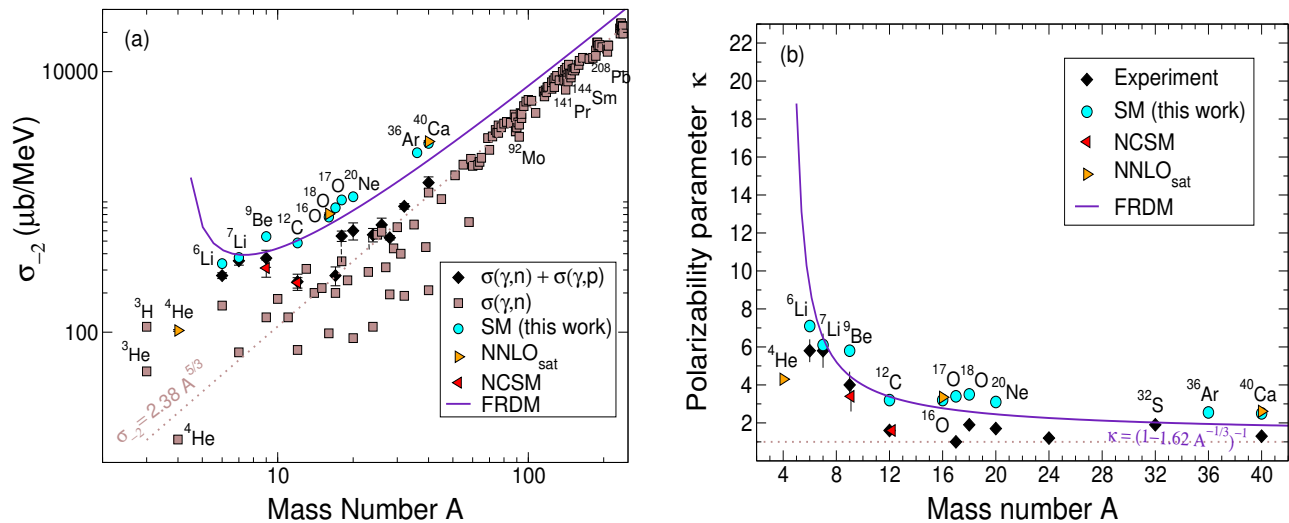 (a)
10000
100
σ₋₂ (μb/MeV)
³H
³He
⁴He
⁴He
⁶Li
⁷Li
⁹Be
¹²C
¹⁶O
¹⁸O
¹⁷O
²⁰Ne
³⁶Ar
⁴⁰Ca
⁹²Mo
¹⁴¹Pr
¹⁴⁴Sm
²⁰⁸Pb
σ₋₂ = 2.38 A^5/3
σ(γ,n) + σ(γ,p)
σ(γ,n)
SM (this work)
NNLO_sat
NCSM
FRDM
10 100
Mass Number A
(b)
22
20
18
16
14
12
10
8
6
4
2
Polarizability parameter κ
Experiment
SM (this work)
NCSM
NNLO_sat
FRDM
⁴He
⁶Li
⁷Li
⁹Be
¹²C
¹⁶O
¹⁷O
¹⁸O
²⁰Ne
³²S
³⁶Ar
⁴⁰Ca
κ = (1−1.62 A^−1/3)^−1
4 8 12 16 20 24 28 32 36 40
Mass number A